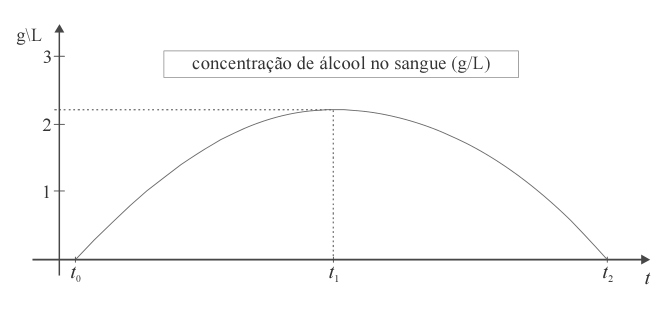 g\L
concentração de álcool no sangue (g/L)
3
2
1
t₀
t₁
t₂
t